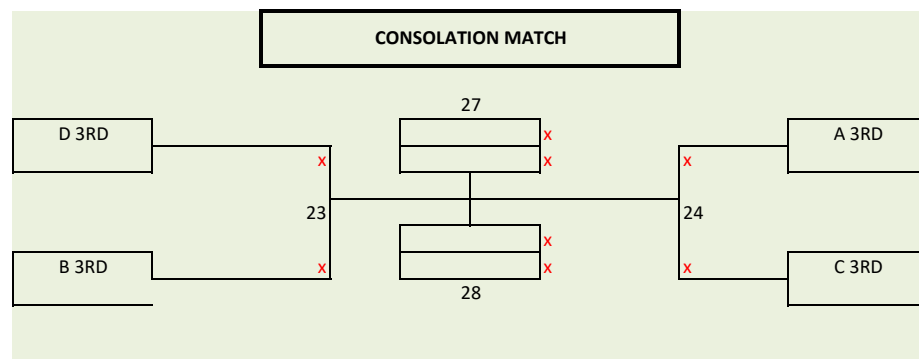 CONSOLATION MATCH
27
D 3RD
x
A 3RD
x
x
x
23
24
x
B 3RD
x
x
x
C 3RD
28